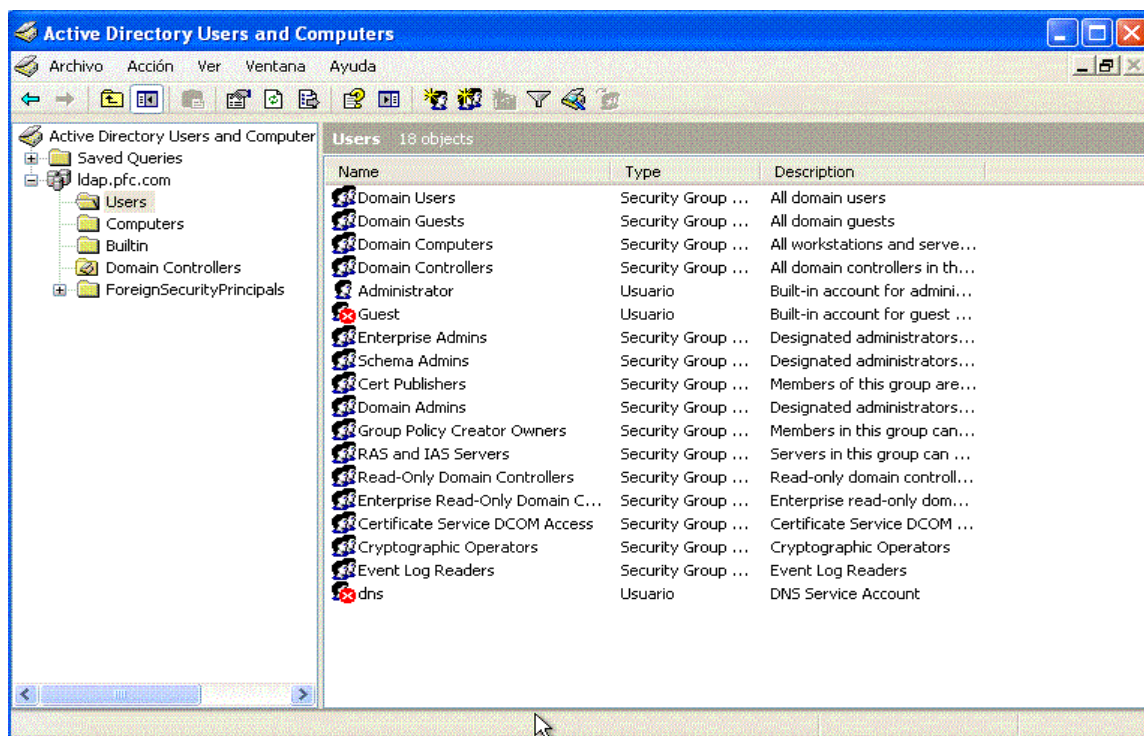 Active Directory Users and Computers
Archivo Acción Ver Ventana Ayuda
Active Directory Users and Computer
Saved Queries
ldap.pfc.com
Users
Computers
Builtin
Domain Controllers
ForeignSecurityPrincipals
Users 18 objects
Name Type Description
Domain Users Security Group ... All domain users
Domain Guests Security Group ... All domain guests
Domain Computers Security Group ... All workstations and serve...
Domain Controllers Security Group ... All domain controllers in th...
Administrator Usuario Built-in account for admini...
Guest Usuario Built-in account for guest ...
Enterprise Admins Security Group ... Designated administrators...
Schema Admins Security Group ... Designated administrators...
Cert Publishers Security Group ... Members of this group are...
Domain Admins Security Group ... Designated administrators...
Group Policy Creator Owners Security Group ... Members in this group can...
RAS and IAS Servers Security Group ... Servers in this group can ...
Read-Only Domain Controllers Security Group ... Read-only domain controll...
Enterprise Read-Only Domain C... Security Group ... Enterprise read-only dom...
Certificate Service DCOM Access Security Group ... Certificate Service DCOM ...
Cryptographic Operators Security Group ... Cryptographic Operators
Event Log Readers Security Group ... Event Log Readers
dns Usuario DNS Service Account